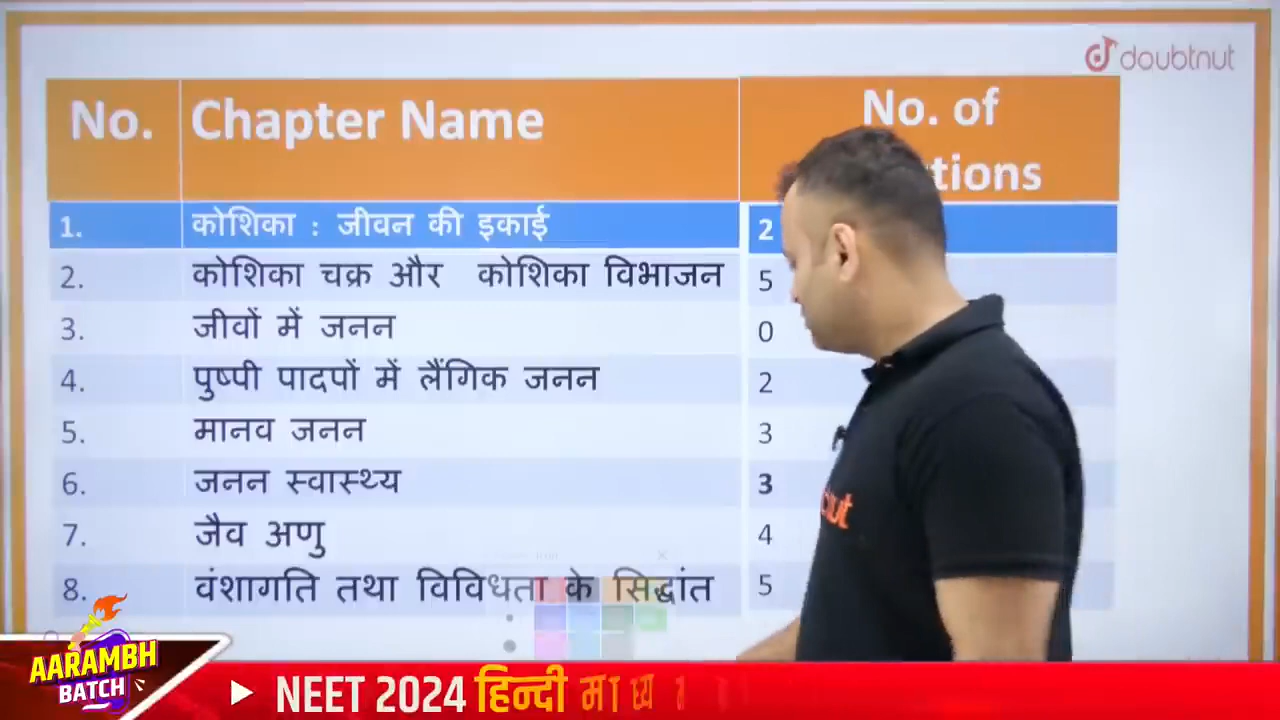 doubtnut
No. Chapter Name No. of
tions
1. कोशिका : जीवन की इकाई 2
2. कोशिका चक्र और कोशिका विभाजन 5
3. जीवों में जनन 0
4. पुष्पी पादपों में लैंगिक जनन 2
5. मानव जनन 3
6. जनन स्वास्थ्य 3
7. जैव अणु 4
8. वंशागति तथा विविधता के सिद्धांत 5
AARAMBH
BATCH
NEET 2024 हिन्दी